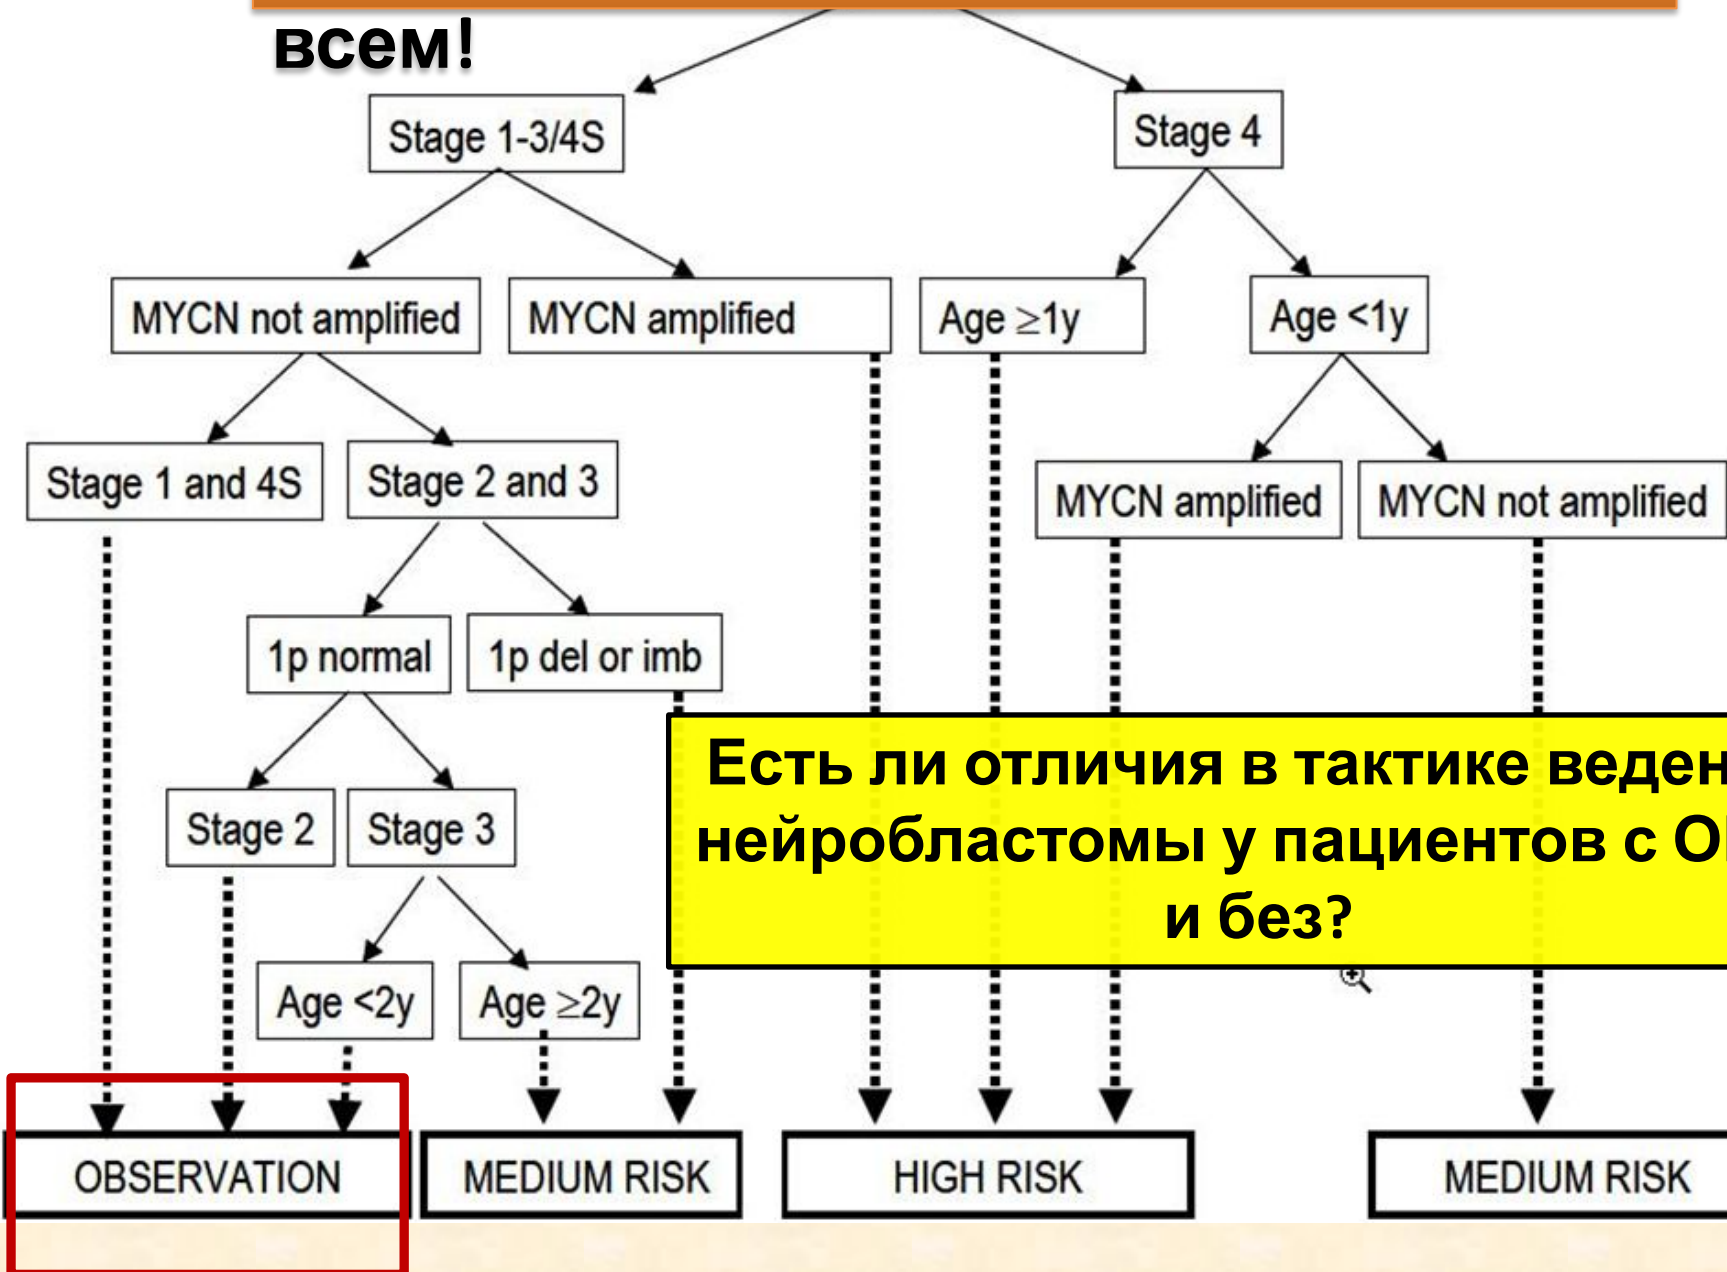 всем!
Stage 1-3/4S
Stage 4
MYCN not amplified
MYCN amplified
Age ≥1y
Age <1y
Stage 1 and 4S
Stage 2 and 3
MYCN amplified
MYCN not amplified
1p normal
1p del or imb
Есть ли отличия в тактике
нейробластомы у пациентов с
и без?
Stage 2
Stage 3
Age <2y
Age ≥2y
OBSERVATION
MEDIUM RISK
HIGH RISK
MEDIUM RISK